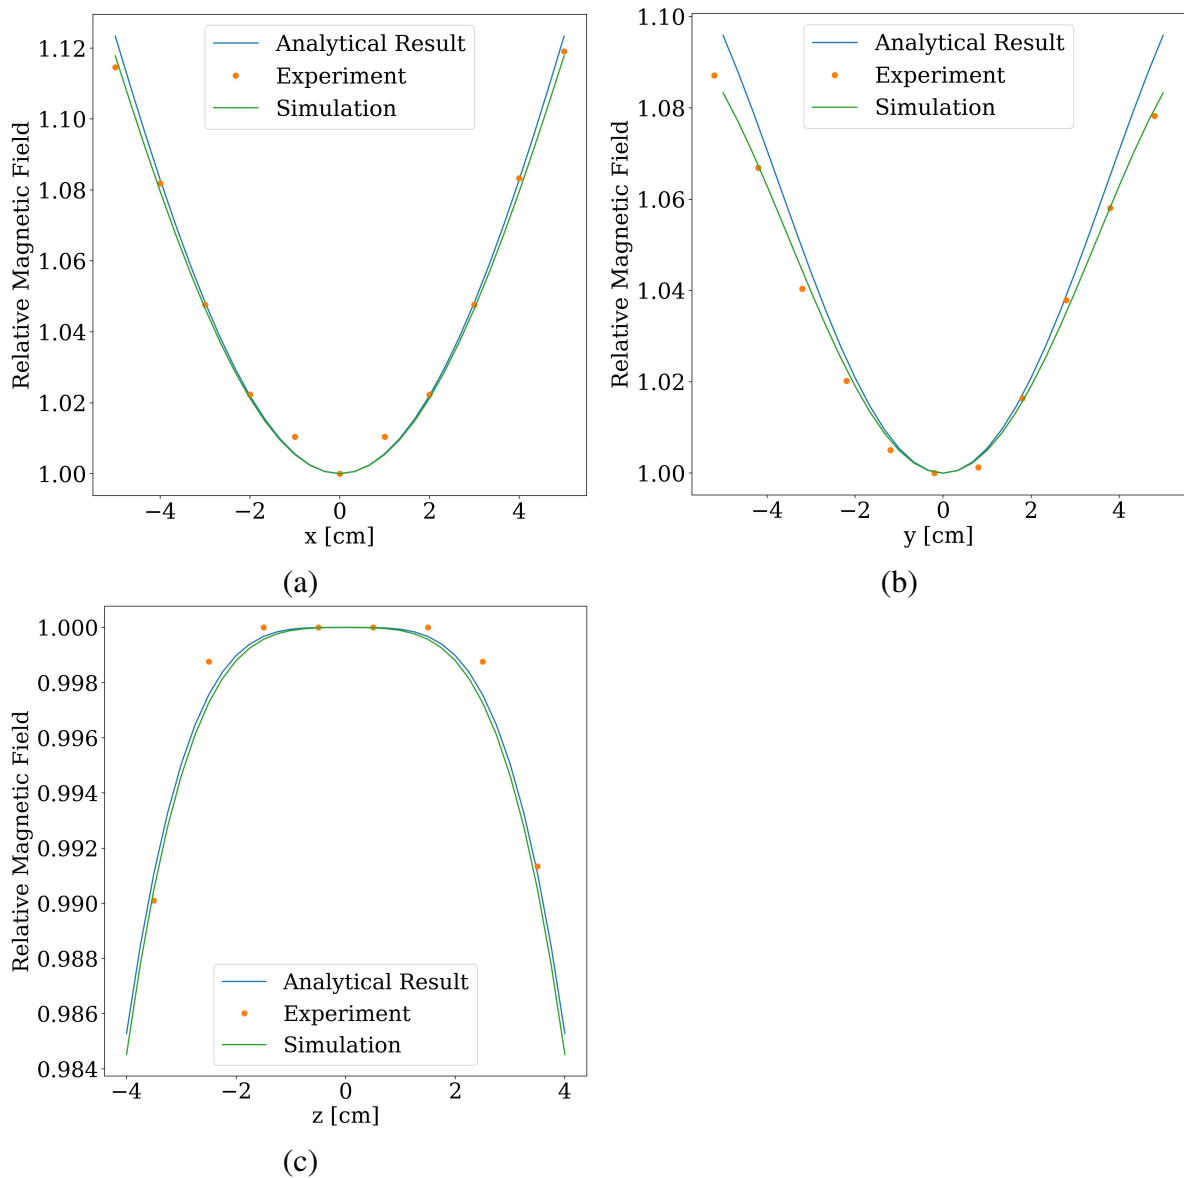 Relative Magnetic Field
1.12
1.10
1.08
1.06
1.04
1.02
1.00
Analytical Result
Experiment
Simulation
−4
−2
0
2
4
x [cm]
(a)
Relative Magnetic Field
1.10
1.08
1.06
1.04
1.02
1.00
Analytical Result
Experiment
Simulation
−4
−2
0
2
4
y [cm]
(b)
Relative Magnetic Field
1.000
0.998
0.996
0.994
0.992
0.990
0.988
0.986
0.984
Analytical Result
Experiment
Simulation
−4
−2
0
2
4
z [cm]
(c)